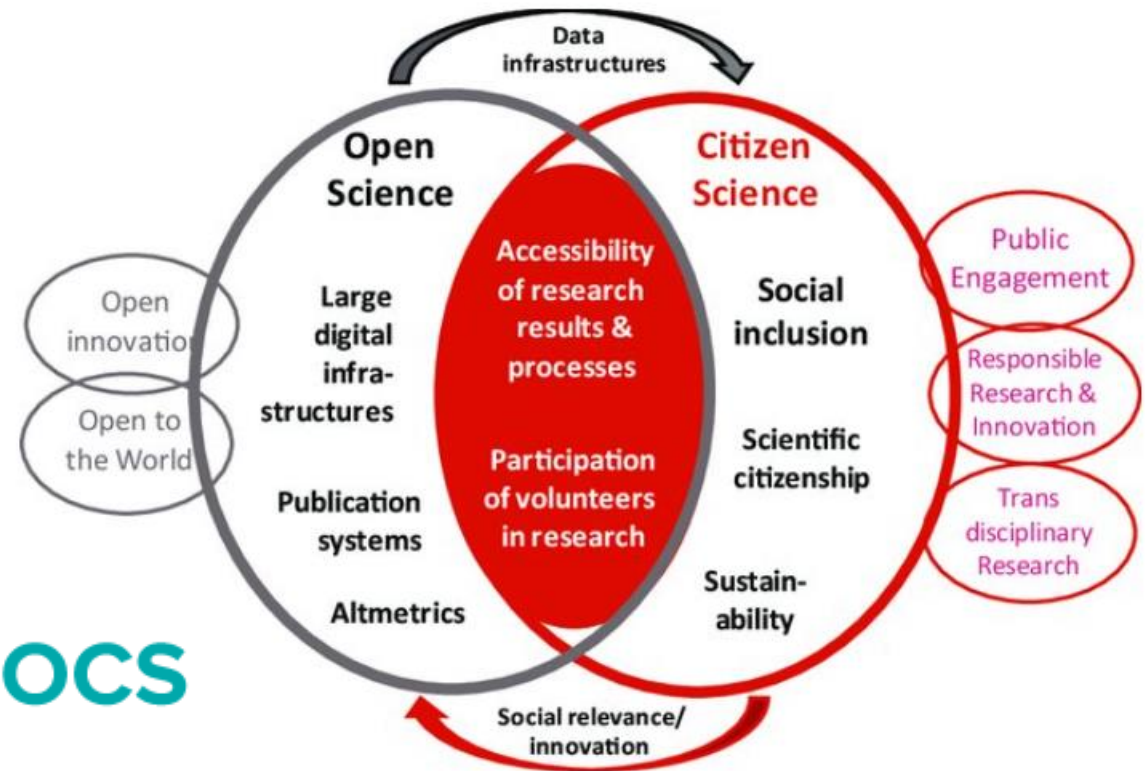 Data
infrastructures
Open
Science
Citizen
Science
Open
innovation
Open to
the World
Large
digital
infra-
structures
Publication
systems
Altmetrics
Accessibility
of research
results &
processes
Participation
of volunteers
in research
Social
inclusion
Scientific
citizenship
Sustain-
ability
Public
Engagement
Responsible
Research &
Innovation
Trans
disciplinary
Research
Social relevance/
innovation
OCS